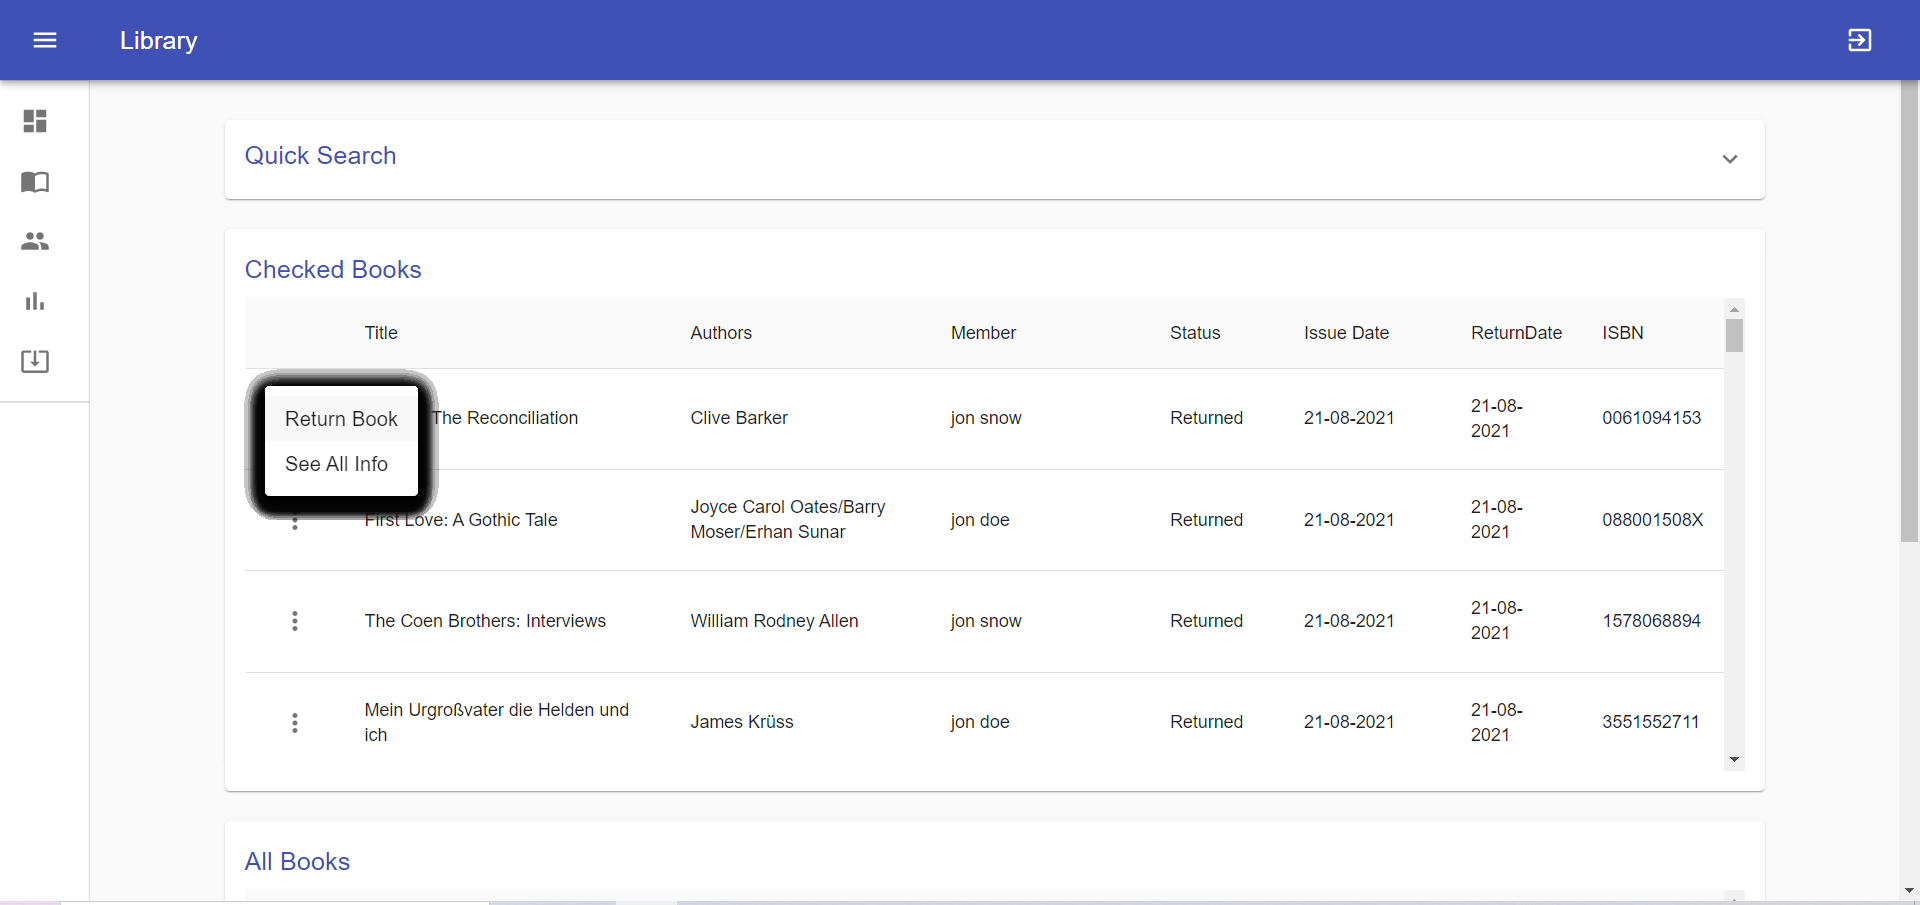 Library
Quick Search
Checked Books
Title Authors Member Status Issue Date ReturnDate ISBN
Return Book
See All Info
The Reconciliation Clive Barker jon snow Returned 21-08-2021 21-08-
2021 0061094153
First Love: A Gothic Tale Joyce Carol Oates/Barry
Moser/Erhan Sunar jon doe Returned 21-08-2021 21-08-
2021 088001508X
The Coen Brothers: Interviews William Rodney Allen jon snow Returned 21-08-2021 21-08-
2021 1578068894
Mein Urgroßvater die Helden und
ich James Krüss jon doe Returned 21-08-2021 21-08-
2021 3551552711
All Books